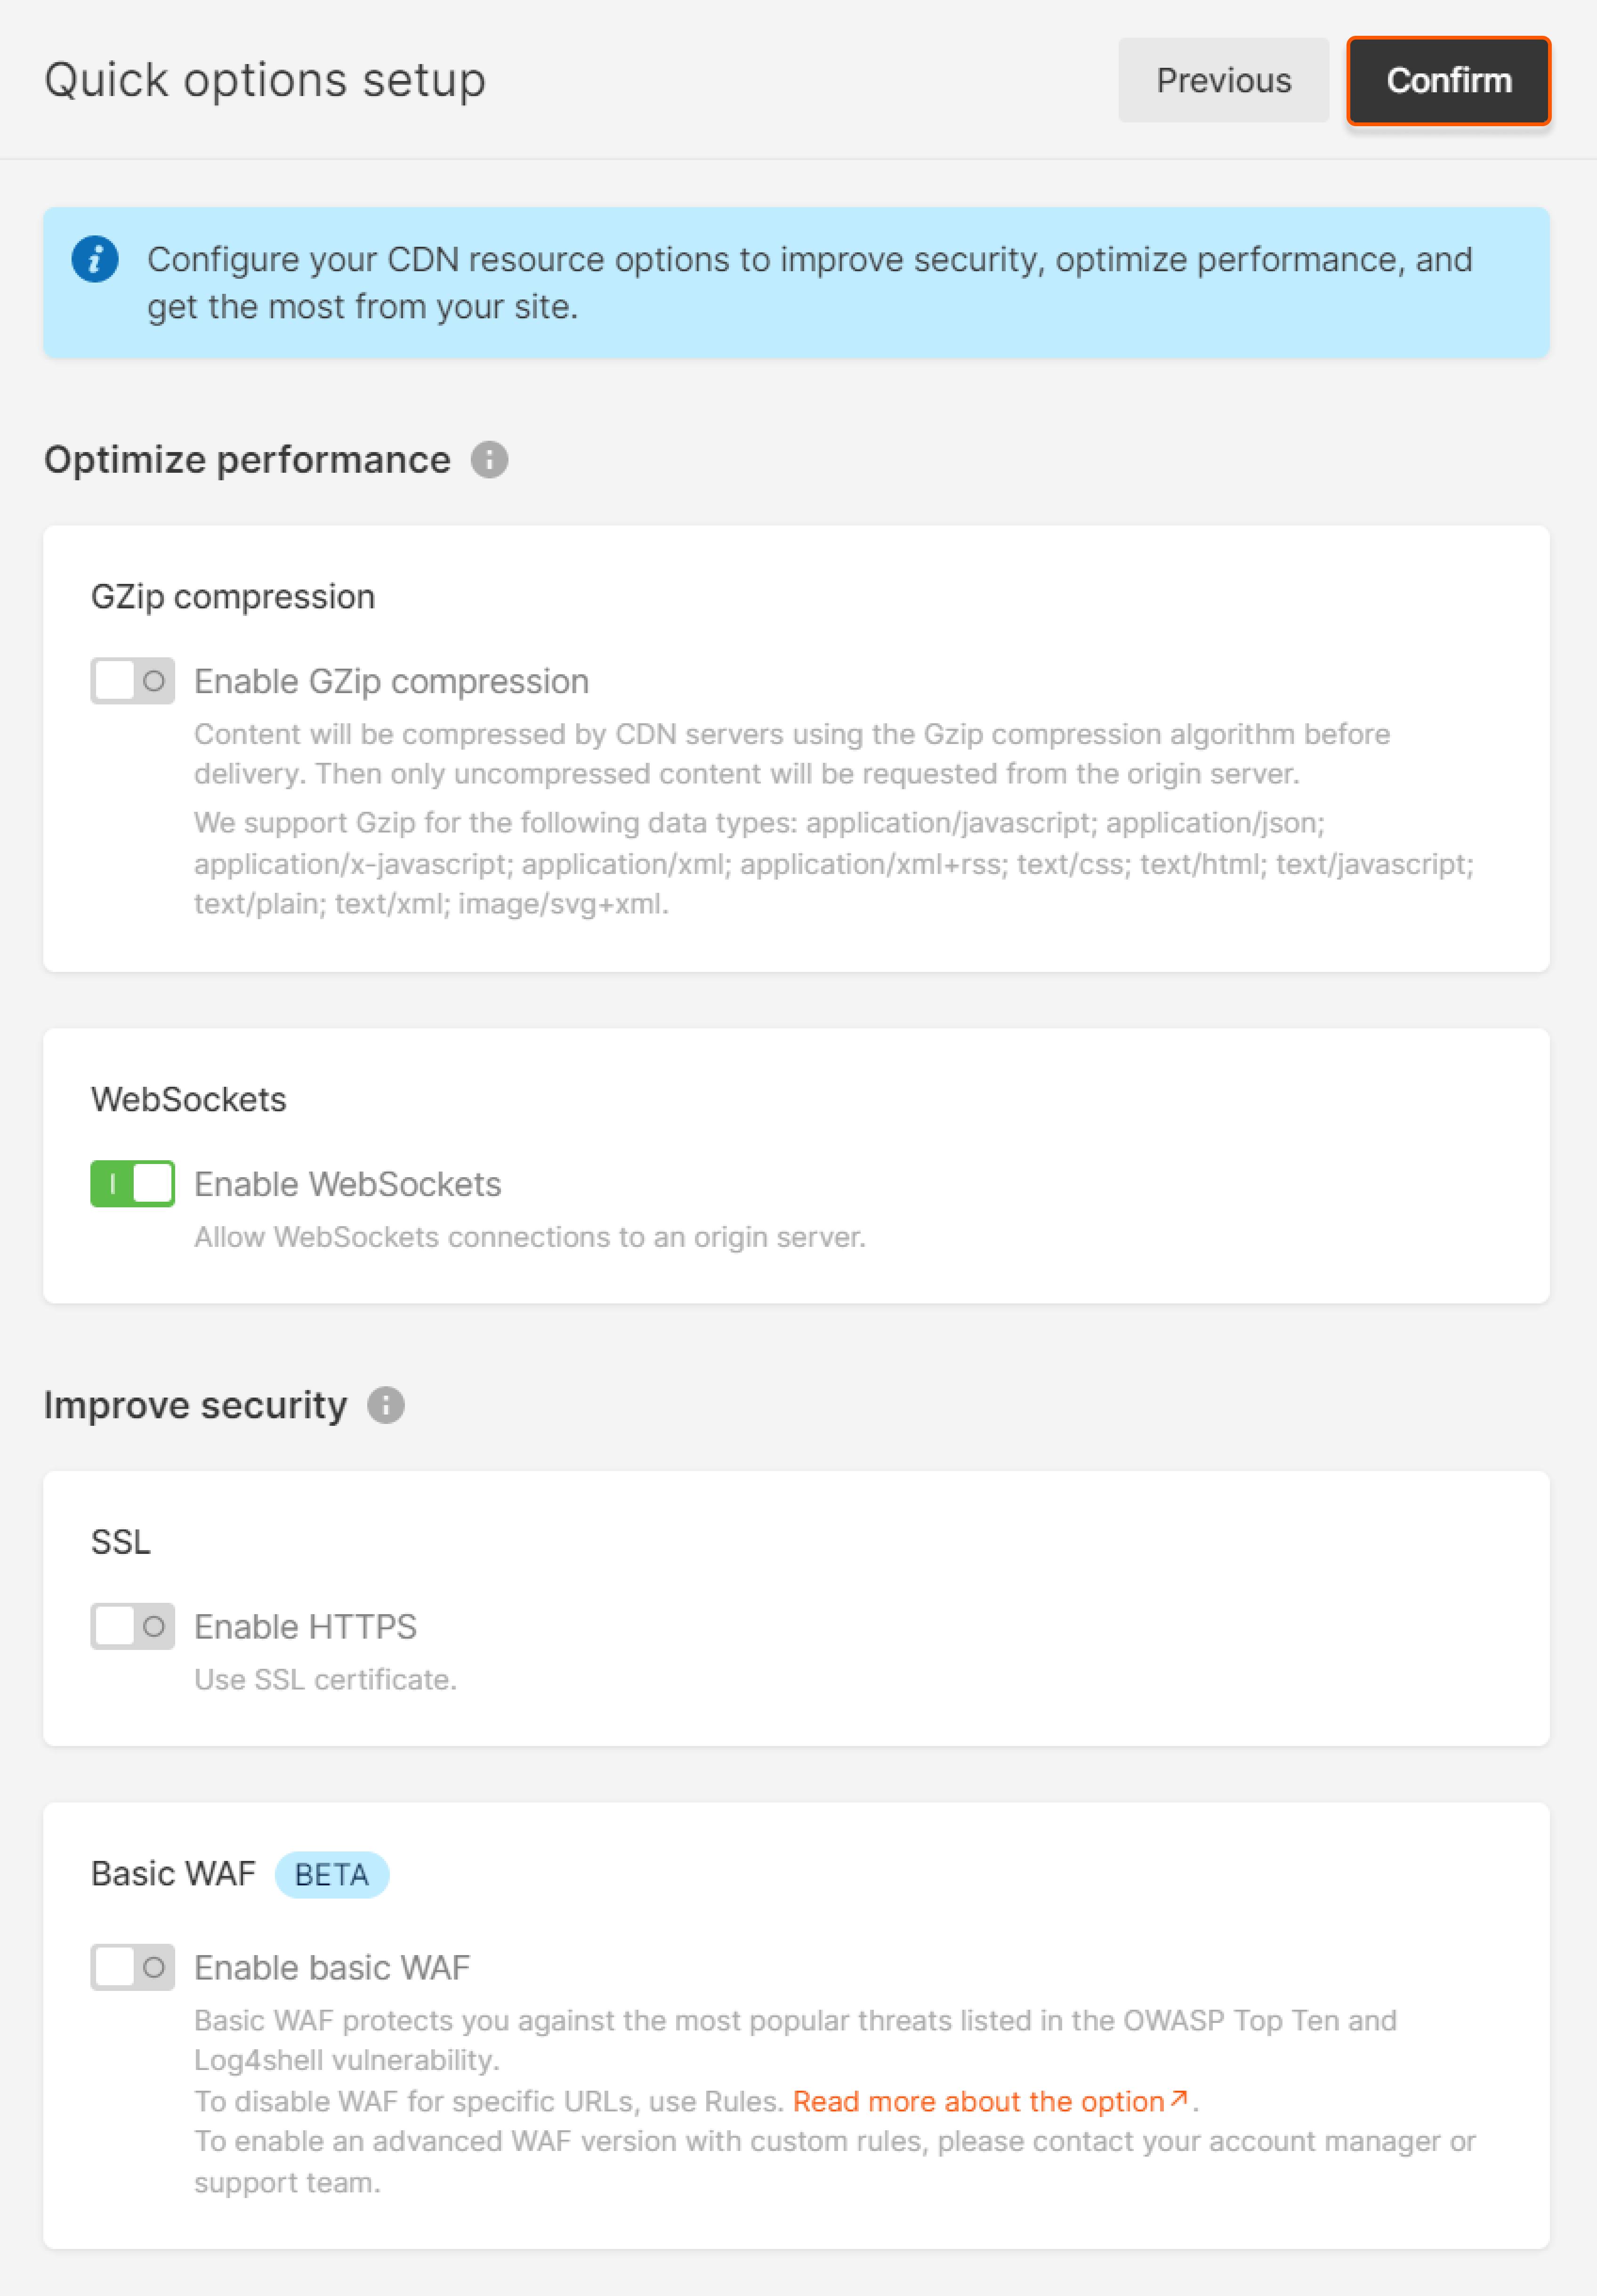 Quick options setup
Previous
Confirm
Configure your CDN resource options to improve security, optimize performance, and
get the most from your site.
Optimize performance
GZip compression
Enable GZip compression
Content will be compressed by CDN servers using the Gzip compression algorithm before
delivery. Then only uncompressed content will be requested from the origin server.
We support Gzip for the following data types: application/javascript; application/json;
application/x-javascript; application/xml; application/xml+rss; text/css; text/html; text/javascript;
text/plain; text/xml; image/svg+xml.
WebSockets
Enable WebSockets
Allow WebSockets connections to an origin server.
Improve security
SSL
Enable HTTPS
Use SSL certificate.
Basic WAF BETA
Enable basic WAF
Basic WAF protects you against the most popular threats listed in the OWASP Top Ten and
Log4shell vulnerability.
To disable WAF for specific URLs, use Rules. Read more about the option↗.
To enable an advanced WAF version with custom rules, please contact your account manager or
support team.